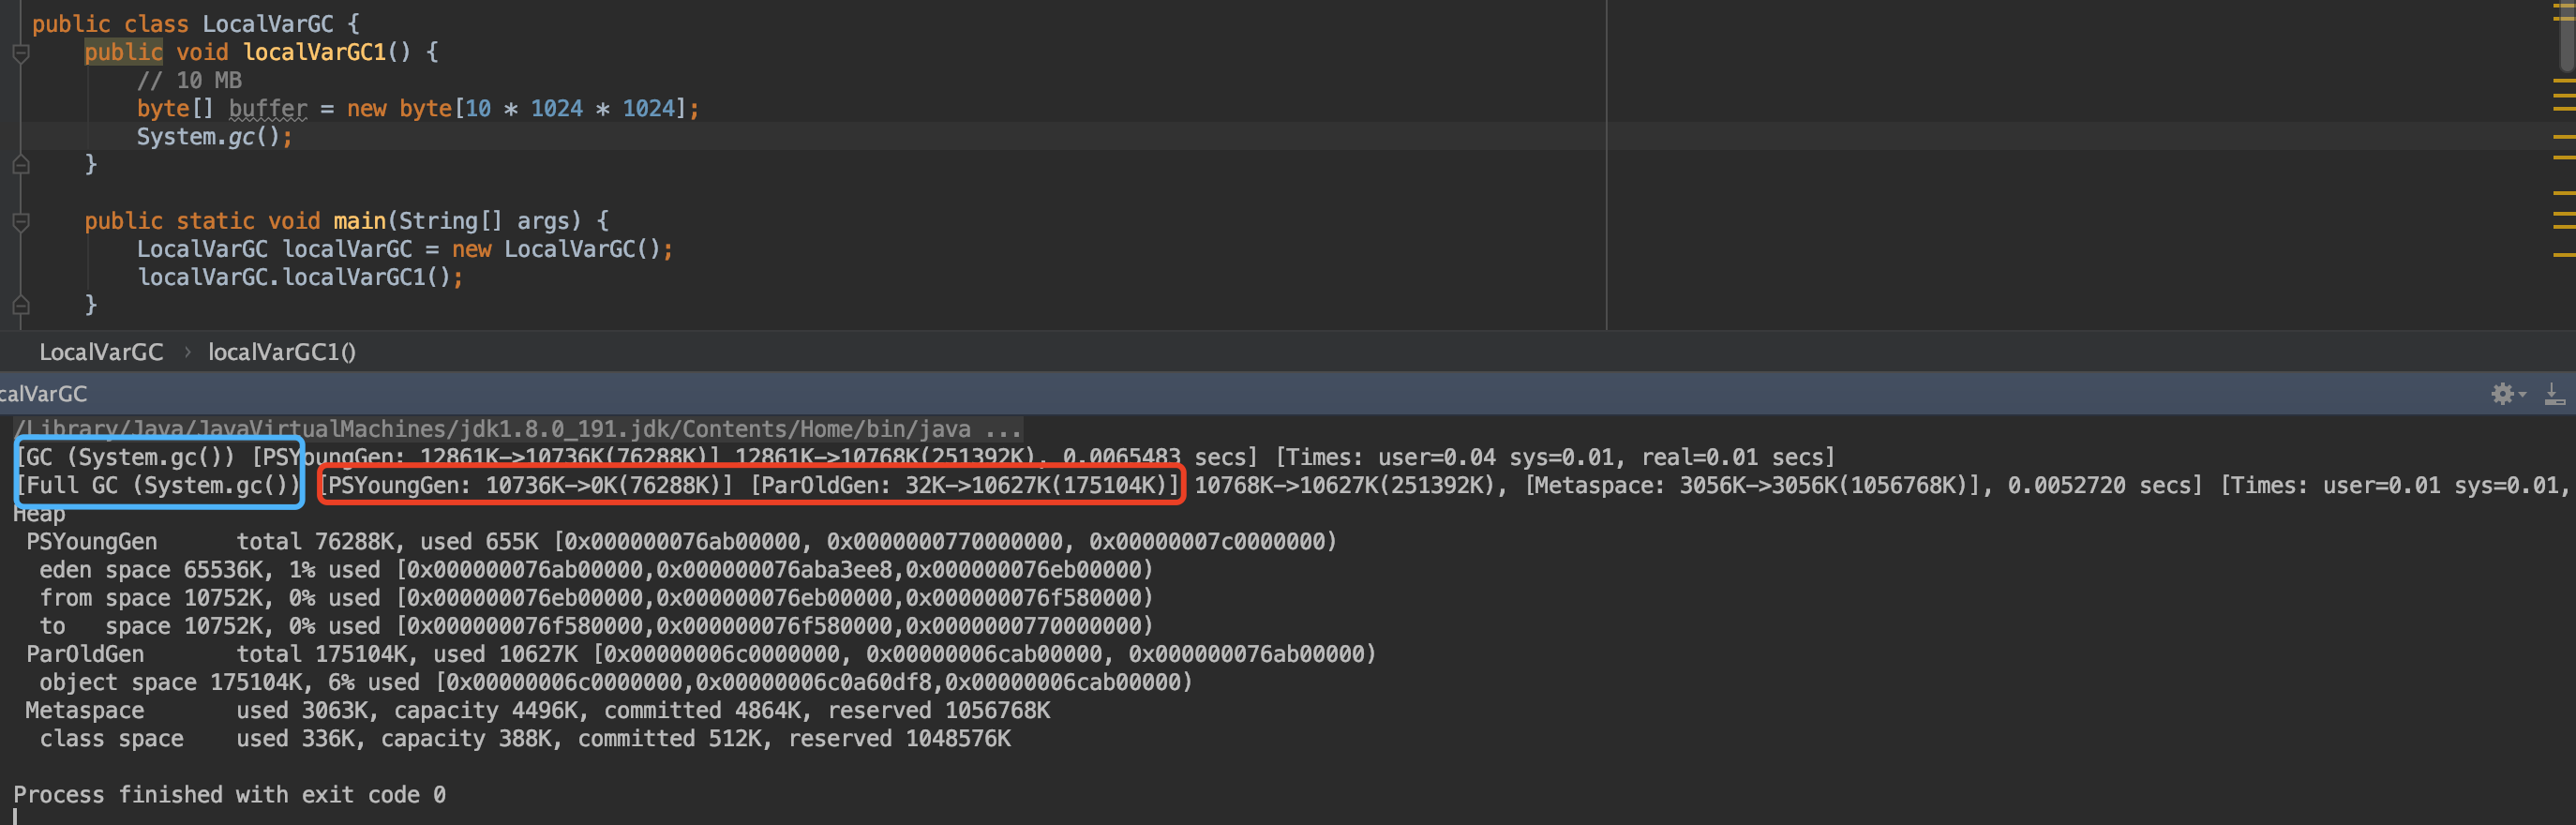 public class LocalVarGC {
public void localVarGC1() {
// 10 MB
byte[] buffer = new byte[10 * 1024 * 1024];
System.gc();
}
public static void main(String[] args) {
LocalVarGC localVarGC = new LocalVarGC();
localVarGC.localVarGC1();
}
LocalVarGC › localVarGC1()
calVarGC
/Library/Java/JavaVirtualMachines/jdk1.8.0_191.jdk/Contents/Home/bin/java ...
[GC (System.gc()) [PSYoungGen: 12861K->10736K(76288K)] 12861K->10768K(251392K), 0.0065483 secs] [Times: user=0.04 sys=0.01, real=0.01 secs]
[Full GC (System.gc()) [PSYoungGen: 10736K->0K(76288K)] [ParOldGen: 32K->10627K(175104K)] 10768K->10627K(251392K), [Metaspace: 3056K->3056K(1056768K)], 0.0052720 secs] [Times: user=0.01 sys=0.01,
Heap
PSYoungGen total 76288K, used 655K [0x000000076ab00000, 0x0000000770000000, 0x00000007c0000000)
eden space 65536K, 1% used [0x000000076ab00000,0x000000076aba3ee8,0x000000076eb00000)
from space 10752K, 0% used [0x000000076eb00000,0x000000076eb00000,0x000000076f580000)
to space 10752K, 0% used [0x000000076f580000,0x000000076f580000,0x0000000770000000)
ParOldGen total 175104K, used 10627K [0x00000006c0000000, 0x00000006cab00000, 0x000000076ab00000)
object space 175104K, 6% used [0x00000006c0000000,0x00000006c0a60df8,0x00000006cab00000)
Metaspace used 3063K, capacity 4496K, committed 4864K, reserved 1056768K
class space used 336K, capacity 388K, committed 512K, reserved 1048576K
Process finished with exit code 0